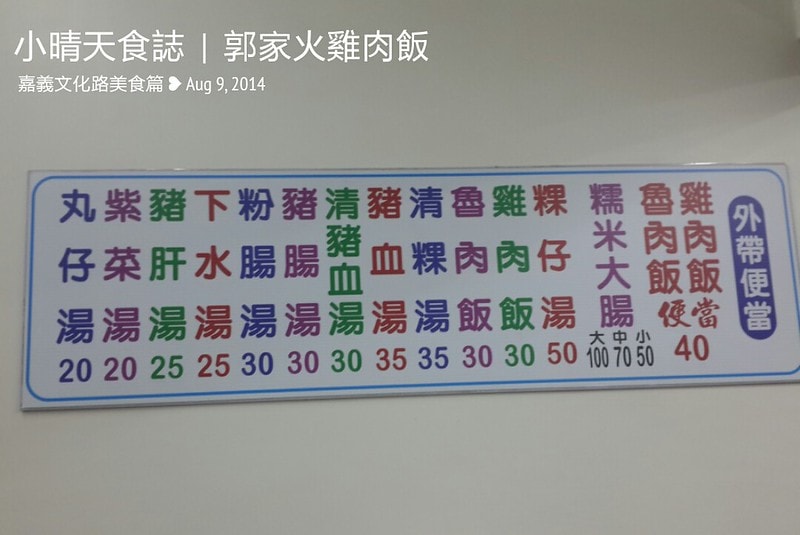 小晴天食誌 | 郭家火雞肉飯
嘉義文化路美食篇 ❥ Aug 9, 2014
外帶便當
雞肉飯 魯肉飯 便當 40
糯米大腸 大100 中70 小50
粿仔湯 50
雞肉飯 30
魯肉飯 30
清粿湯 35
豬血湯 35
清豬血湯 30
豬腸湯 30
粉腸湯 30
下水湯 25
豬肝湯 25
紫菜湯 20
丸仔湯 20